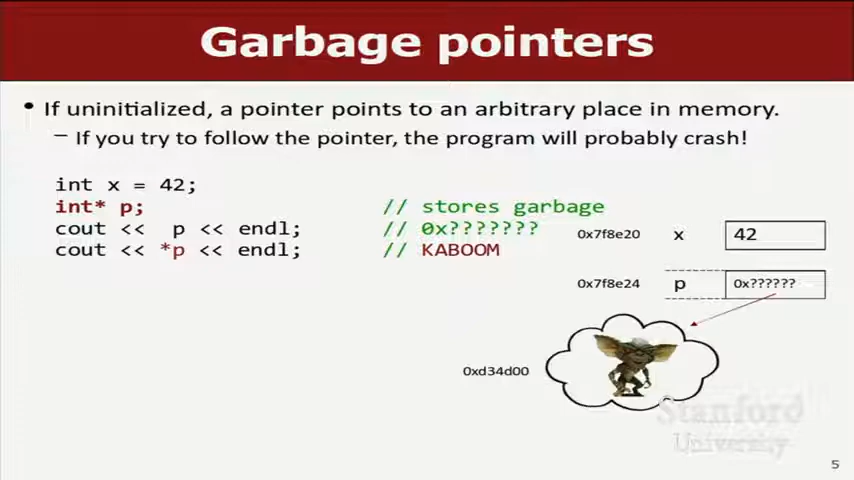 Garbage pointers
• If uninitialized, a pointer points to an arbitrary place in memory.
– If you try to follow the pointer, the program will probably crash!
int x = 42;
int* p; // stores garbage
cout <<  p << endl; // 0x???????
cout << *p << endl; // KABOOM
0x7f8e20 x 42
0x7f8e24 p 0x??????
0xd34d00
Stanford
University
5